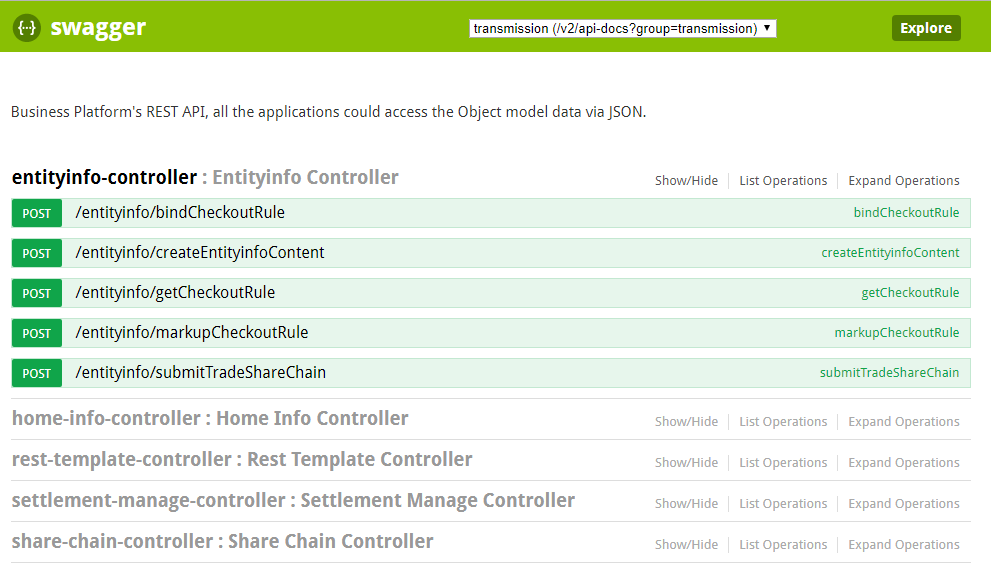 {··} swagger transmission (/v2/api-docs?group=transmission) Explore
Business Platform's REST API, all the applications could access the Object model data via JSON.
entityinfo-controller : Entityinfo Controller Show/Hide List Operations Expand Operations
POST /entityinfo/bindCheckoutRule bindCheckoutRule
POST /entityinfo/createEntityinfoContent createEntityinfoContent
POST /entityinfo/getCheckoutRule getCheckoutRule
POST /entityinfo/markupCheckoutRule markupCheckoutRule
POST /entityinfo/submitTradeShareChain submitTradeShareChain
home-info-controller : Home Info Controller Show/Hide List Operations Expand Operations
rest-template-controller : Rest Template Controller Show/Hide List Operations Expand Operations
settlement-manage-controller : Settlement Manage Controller Show/Hide List Operations Expand Operations
share-chain-controller : Share Chain Controller Show/Hide List Operations Expand Operations